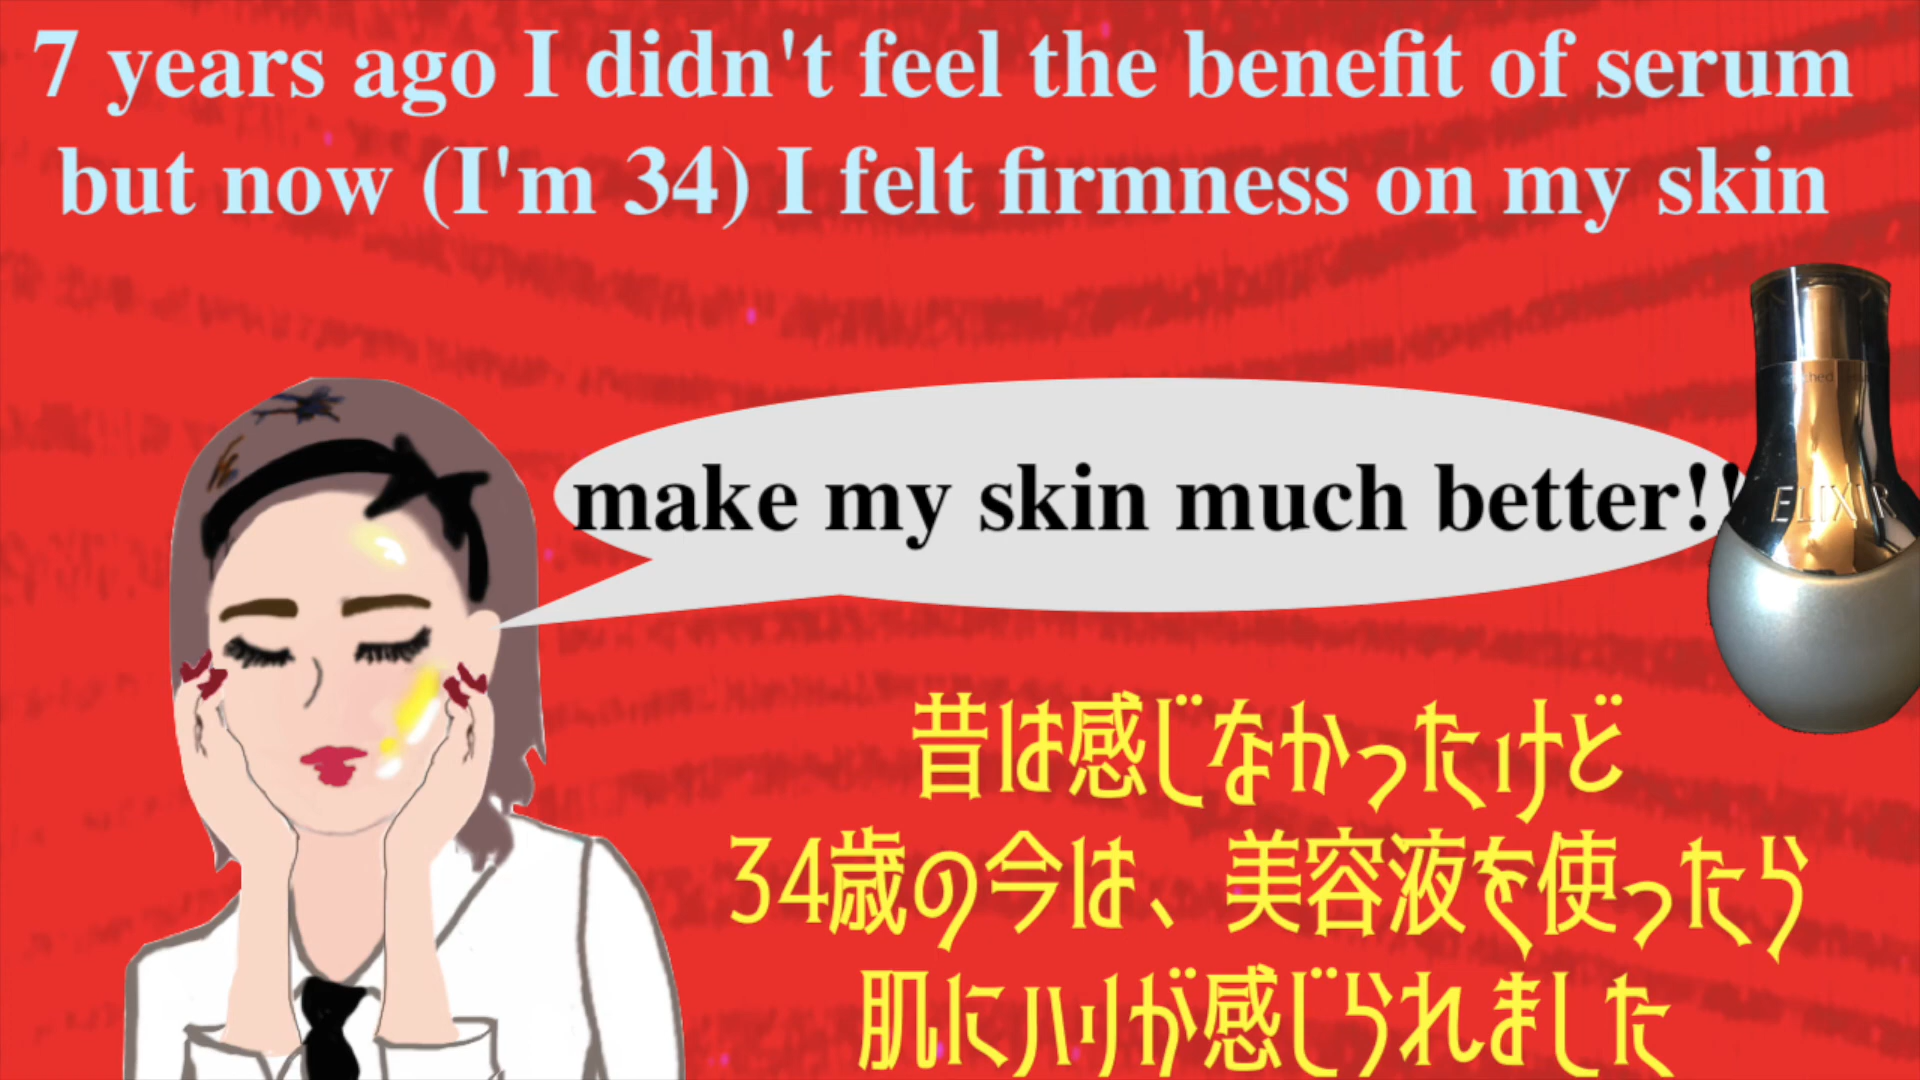 7 years ago I didn't feel the benefit of serum
but now (I'm 34) I felt firmness on my skin
make my skin much better!!
ELIXIR
昔は感じなかったけど
34歳の今は、美容液を使ったら
肌にハリが感じられました